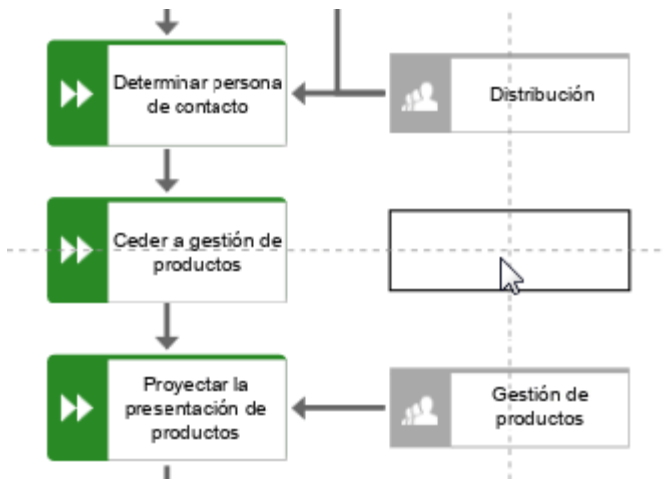 Determinar persona
de contacto
Distribución
Ceder a gestión de
productos
Proyectar la
presentación de
productos
Gestión de
productos